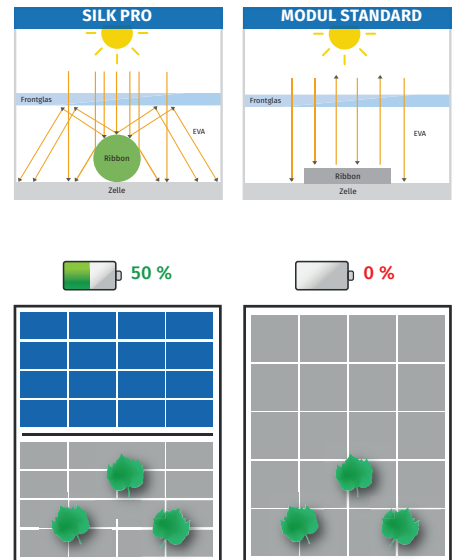 SILK PRO
Frontglas
EVA
Ribbon
Zelle
MODUL STANDARD
Frontglas
EVA
Ribbon
Zelle
50 %
0 %